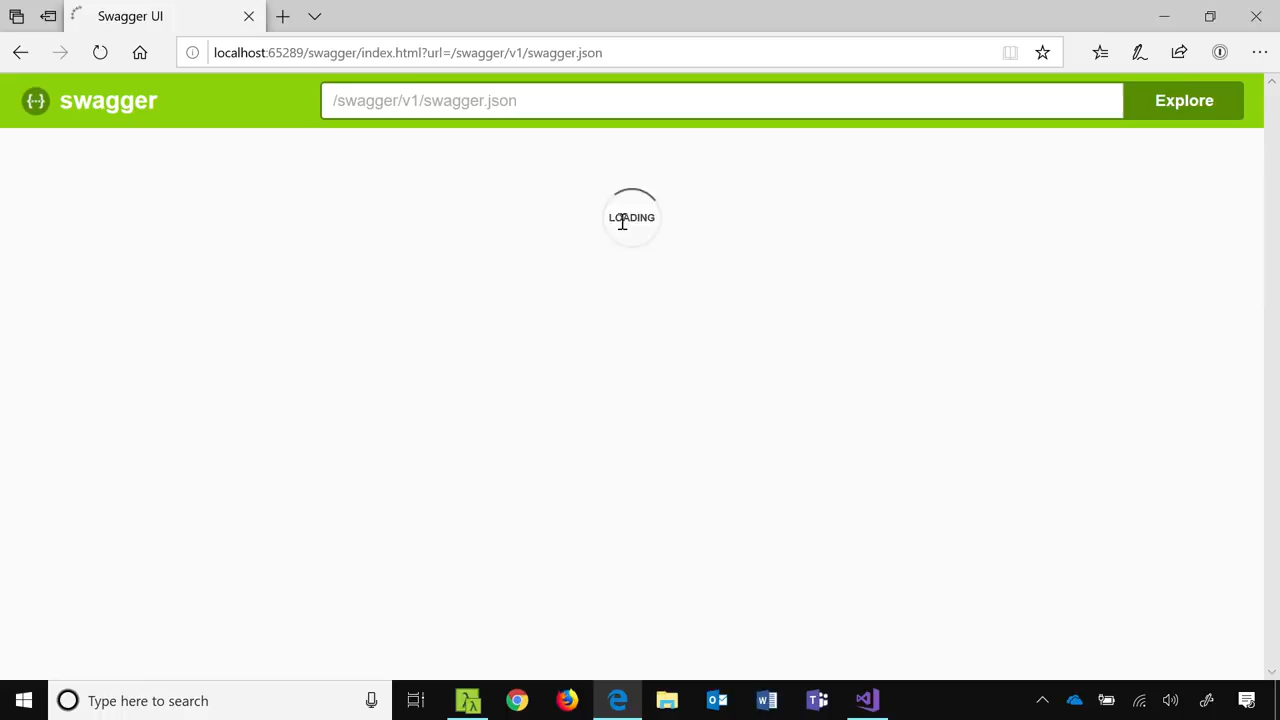 Swagger UI
localhost:65289/swagger/index.html?url=/swagger/v1/swagger.json
{···} swagger
/swagger/v1/swagger.json
Explore
LOADING
Type here to search